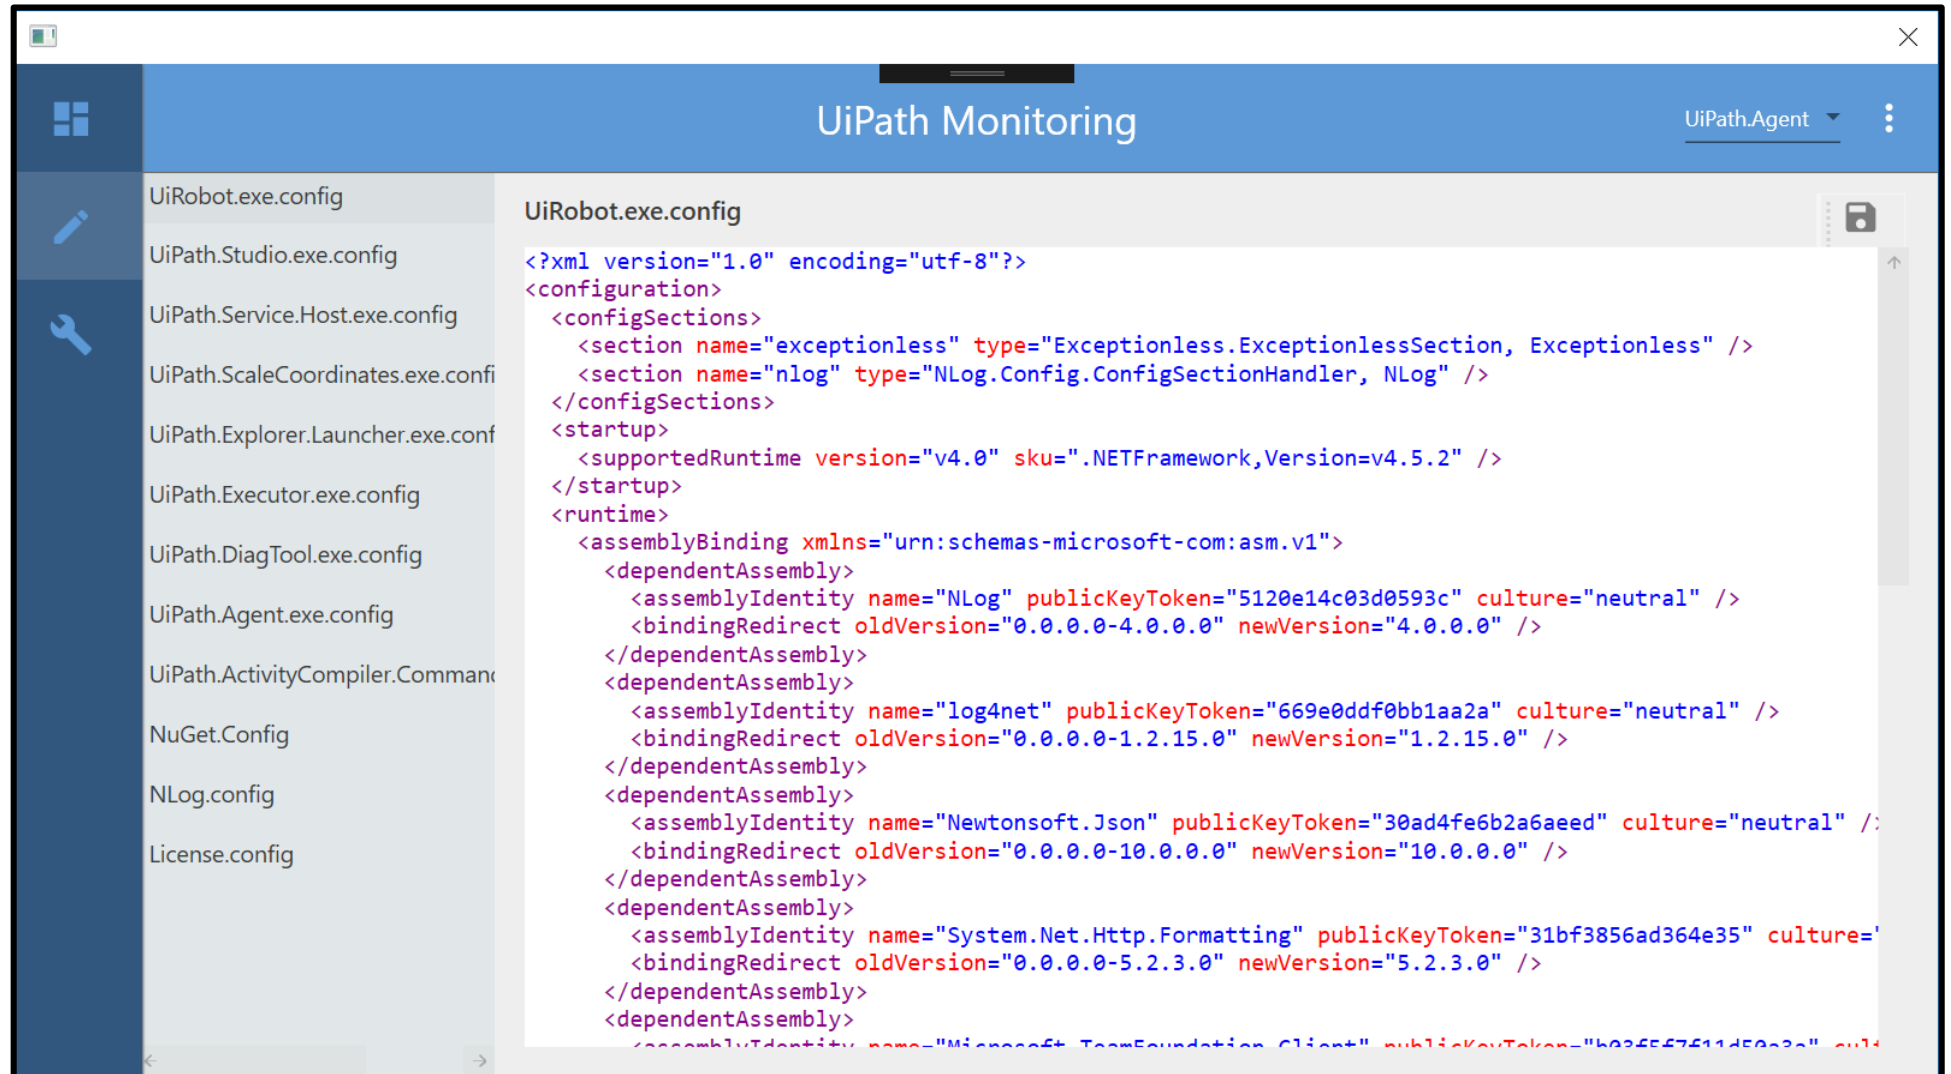 UiPath Monitoring
UiPath.Agent
UiRobot.exe.config
UiPath.Studio.exe.config
UiPath.Service.Host.exe.config
UiPath.ScaleCoordinates.exe.confi
UiPath.Explorer.Launcher.exe.conf
UiPath.Executor.exe.config
UiPath.DiagTool.exe.config
UiPath.Agent.exe.config
UiPath.ActivityCompiler.Comman
NuGet.Config
NLog.config
License.config
UiRobot.exe.config
<?xml version="1.0" encoding="utf-8"?>
<configuration>
<configSections>
<section name="exceptionless" type="Exceptionless.ExceptionlessSection, Exceptionless" />
<section name="nlog" type="NLog.Config.ConfigSectionHandler, NLog" />
</configSections>
<startup>
<supportedRuntime version="v4.0" sku=".NETFramework,Version=v4.5.2" />
</startup>
<runtime>
<assemblyBinding xmlns="urn:schemas-microsoft-com:asm.v1">
<dependentAssembly>
<assemblyIdentity name="NLog" publicKeyToken="5120e14c03d0593c" culture="neutral" />
<bindingRedirect oldVersion="0.0.0.0-4.0.0.0" newVersion="4.0.0.0" />
</dependentAssembly>
<dependentAssembly>
<assemblyIdentity name="log4net" publicKeyToken="669e0ddf0bb1aa2a" culture="neutral" />
<bindingRedirect oldVersion="0.0.0.0-1.2.15.0" newVersion="1.2.15.0" />
</dependentAssembly>
<dependentAssembly>
<assemblyIdentity name="Newtonsoft.Json" publicKeyToken="30ad4fe6b2a6aeed" culture="neutral" />
<bindingRedirect oldVersion="0.0.0.0-10.0.0.0" newVersion="10.0.0.0" />
</dependentAssembly>
<dependentAssembly>
<assemblyIdentity name="System.Net.Http.Formatting" publicKeyToken="31bf3856ad364e35" culture="
<bindingRedirect oldVersion="0.0.0.0-5.2.3.0" newVersion="5.2.3.0" />
</dependentAssembly>
<dependentAssembly>
<assemblyIdentity name="Microsoft.TeamFoundation.Client" publicKeyToken="b03f5f7f11d50a3a" cult